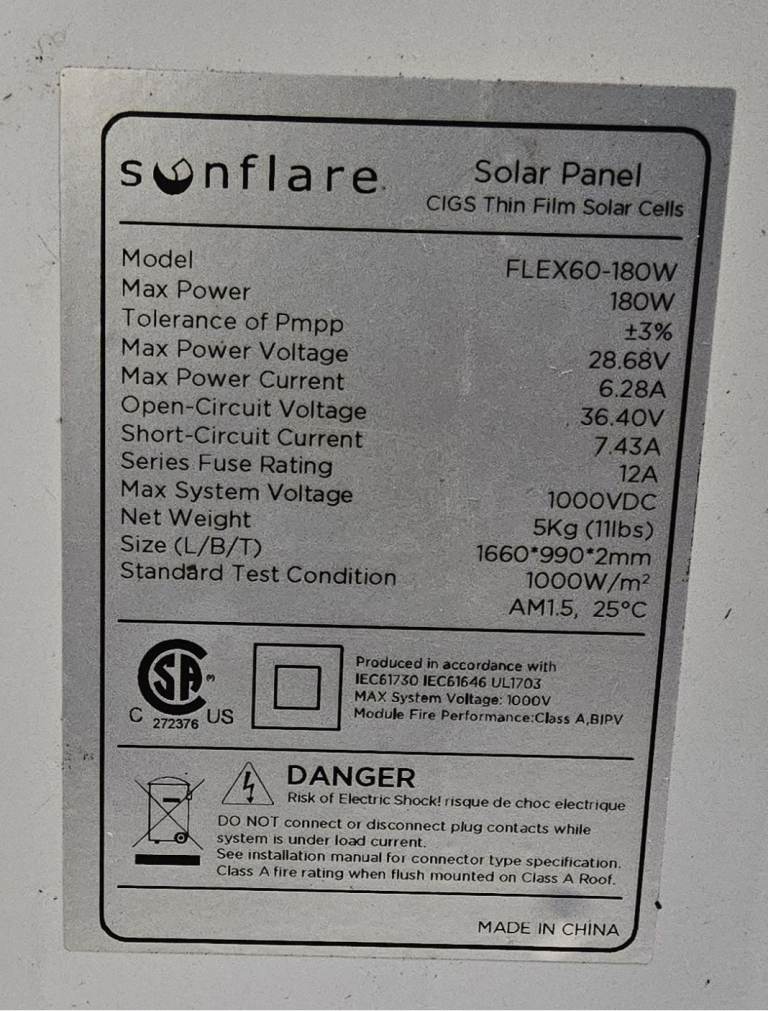 sunflare
Solar Panel
CIGS Thin Film Solar Cells
Model FLEX60-180W
Max Power 180W
Tolerance of Pmpp ±3%
Max Power Voltage 28.68V
Max Power Current 6.28A
Open-Circuit Voltage 36.40V
Short-Circuit Current 7.43A
Series Fuse Rating 12A
Max System Voltage 1000VDC
Net Weight 5Kg (11lbs)
Size (L/B/T) 1660*990*2mm
Standard Test Condition 1000W/m²
AM1.5, 25°C
SA
C 272376 US
Produced in accordance with
IEC61730 IEC61646 UL1703
MAX System Voltage: 1000V
Module Fire Performance:Class A,BIPV
DANGER
Risk of Electric Shock! risque de choc electrique
DO NOT connect or disconnect plug contacts while
system is under load current.
See installation manual for connector type specification.
Class A fire rating when flush mounted on Class A Roof.
MADE IN CHINA